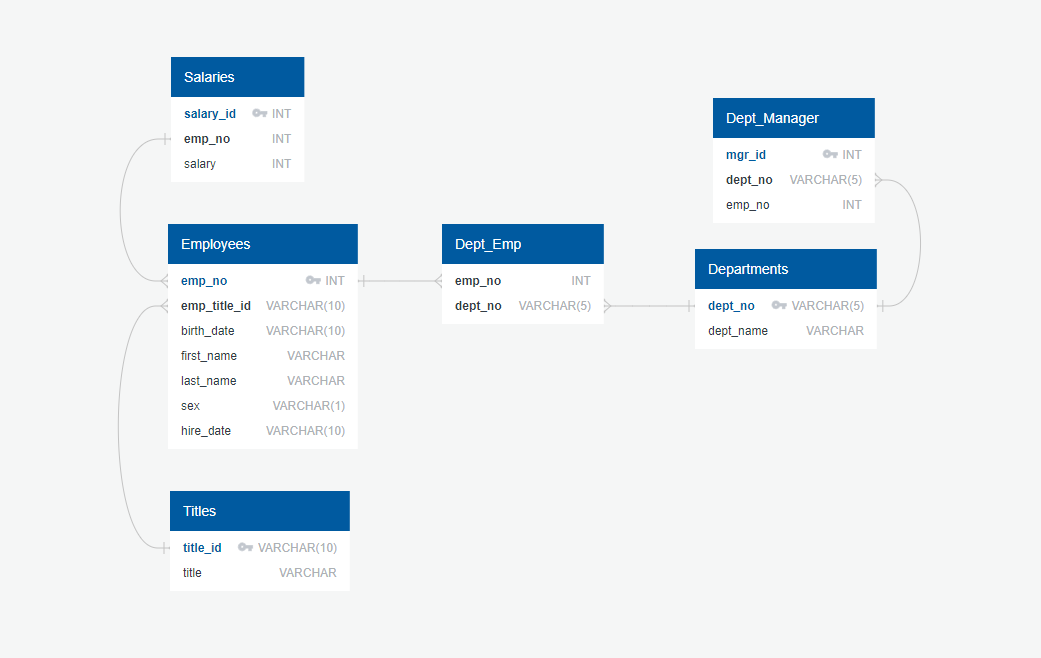 Salaries
salary_id INT
emp_no INT
salary INT
Employees
emp_no INT
emp_title_id VARCHAR(10)
birth_date VARCHAR(10)
first_name VARCHAR
last_name VARCHAR
sex VARCHAR(1)
hire_date VARCHAR(10)
Titles
title_id VARCHAR(10)
title VARCHAR
Dept_Emp
emp_no INT
dept_no VARCHAR(5)
Dept_Manager
mgr_id INT
dept_no VARCHAR(5)
emp_no INT
Departments
dept_no VARCHAR(5)
dept_name VARCHAR